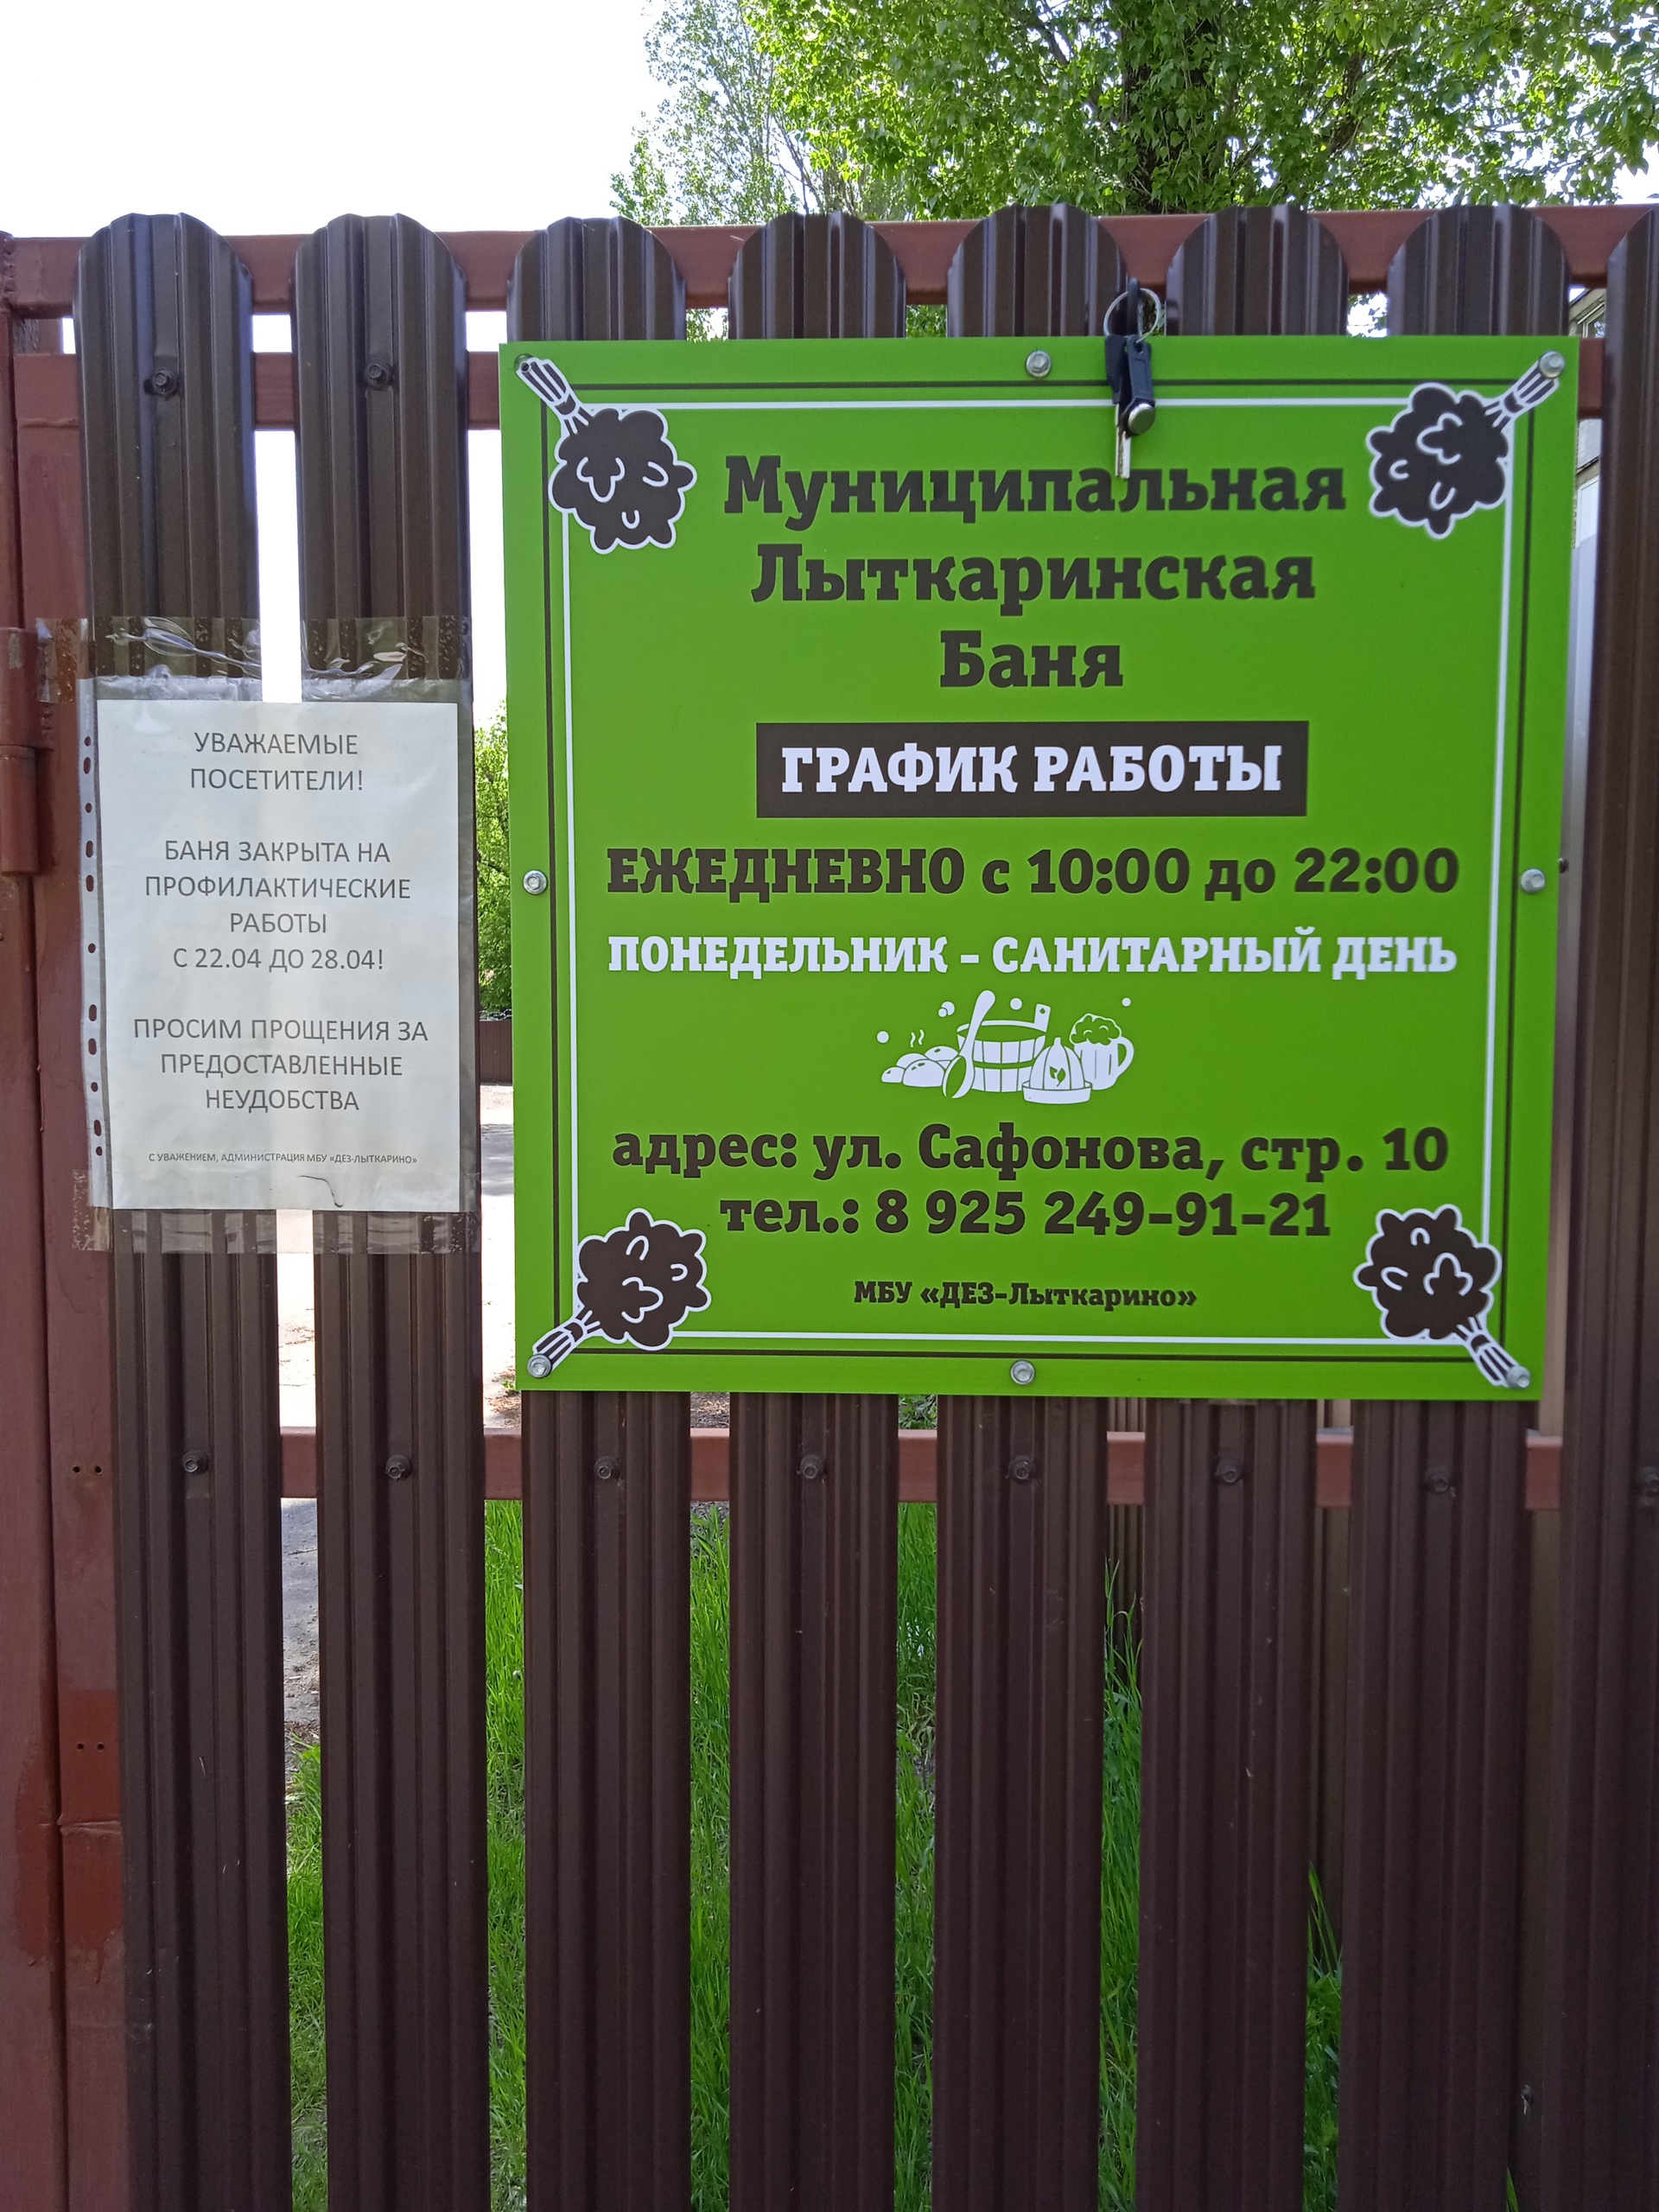 УВАЖАЕМЫЕ
ПОСЕТИТЕЛИ!
БАНЯ ЗАКРЫТА НА
ПРОФИЛАКТИЧЕСКИЕ
РАБОТЫ
С 22.04 ДО 28.04!
ПРОСИМ ПРОЩЕНИЯ ЗА
ПРЕДОСТАВЛЕННЫЕ
НЕУДОБСТВА
С УВАЖЕНИЕМ, АДМИНИСТРАЦИЯ МБУ «ДЕЗ-ЛЫТКАРИНО»
Муниципальная
Лыткаринская
Баня
ГРАФИК РАБОТЫ
ЕЖЕДНЕВНО с 10:00 до 22:00
ПОНЕДЕЛЬНИК - САНИТАРНЫЙ ДЕНЬ
адрес: ул. Сафонова, стр. 10
тел.: 8 925 249-91-21
МБУ «ДЕЗ-Лыткарино»